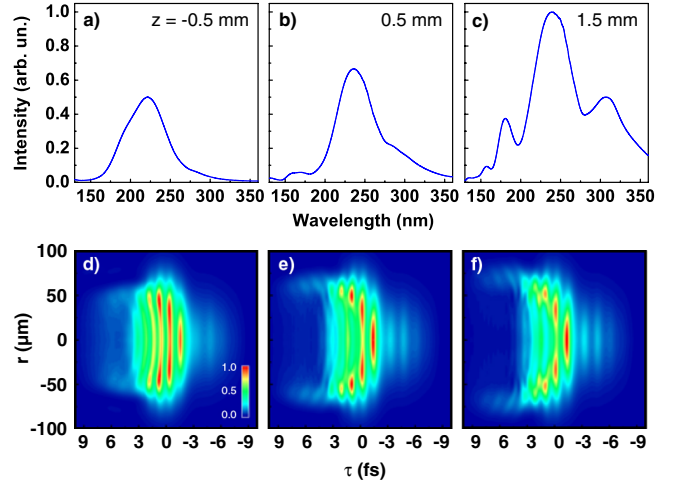 a) z = -0.5 mm b) 0.5 mm c) 1.5 mm
Intensity (arb. un.)
1.0
0.8
0.6
0.4
0.2
0.0
150 200 250 300 350 150 200 250 300 350 150 200 250 300 350
Wavelength (nm)
d) e) f)
r (µm)
100
50
0
-50
-100
1.0
0.5
0.0
9 6 3 0 -3 -6 9 6 3 0 -3 -6 9 6 3 0 -3 -6 -9
τ (fs)